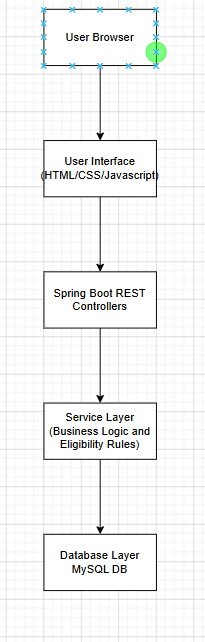 User Browser
User Interface
(HTML/CSS/Javascript)
Spring Boot REST
Controllers
Service Layer
(Business Logic and
Eligibility Rules)
Database Layer
MySQL DB